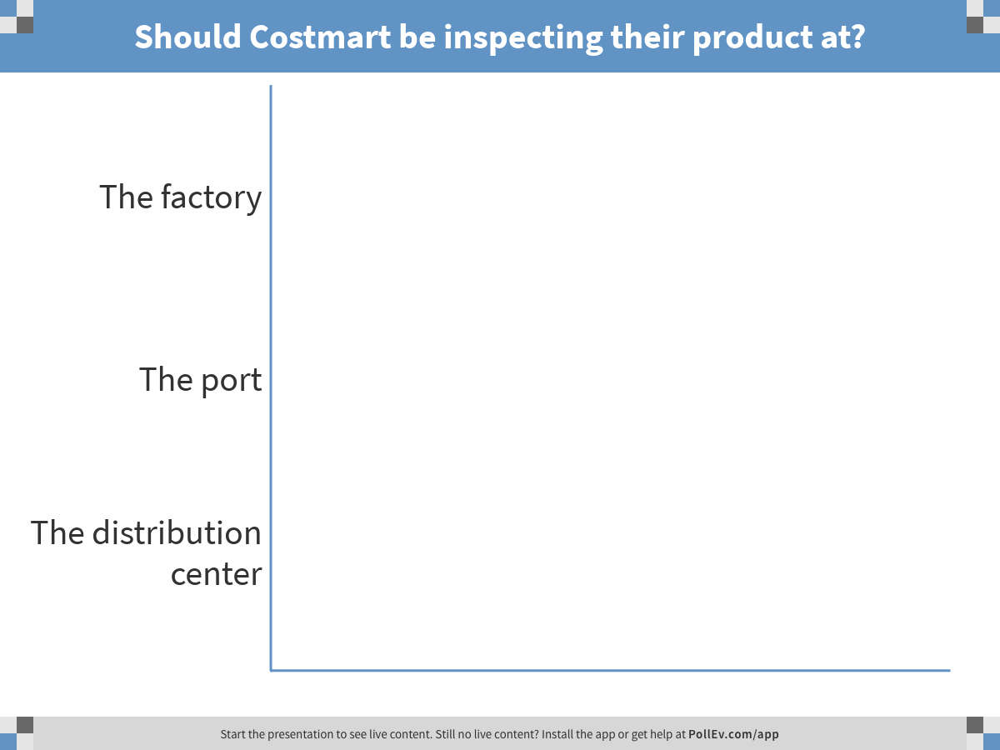 Should Costmart be inspecting their product at?
The factory
The port
The distribution
center
Start the presentation to see live content. Still no live content? Install the app or get help at PollEv.com/app